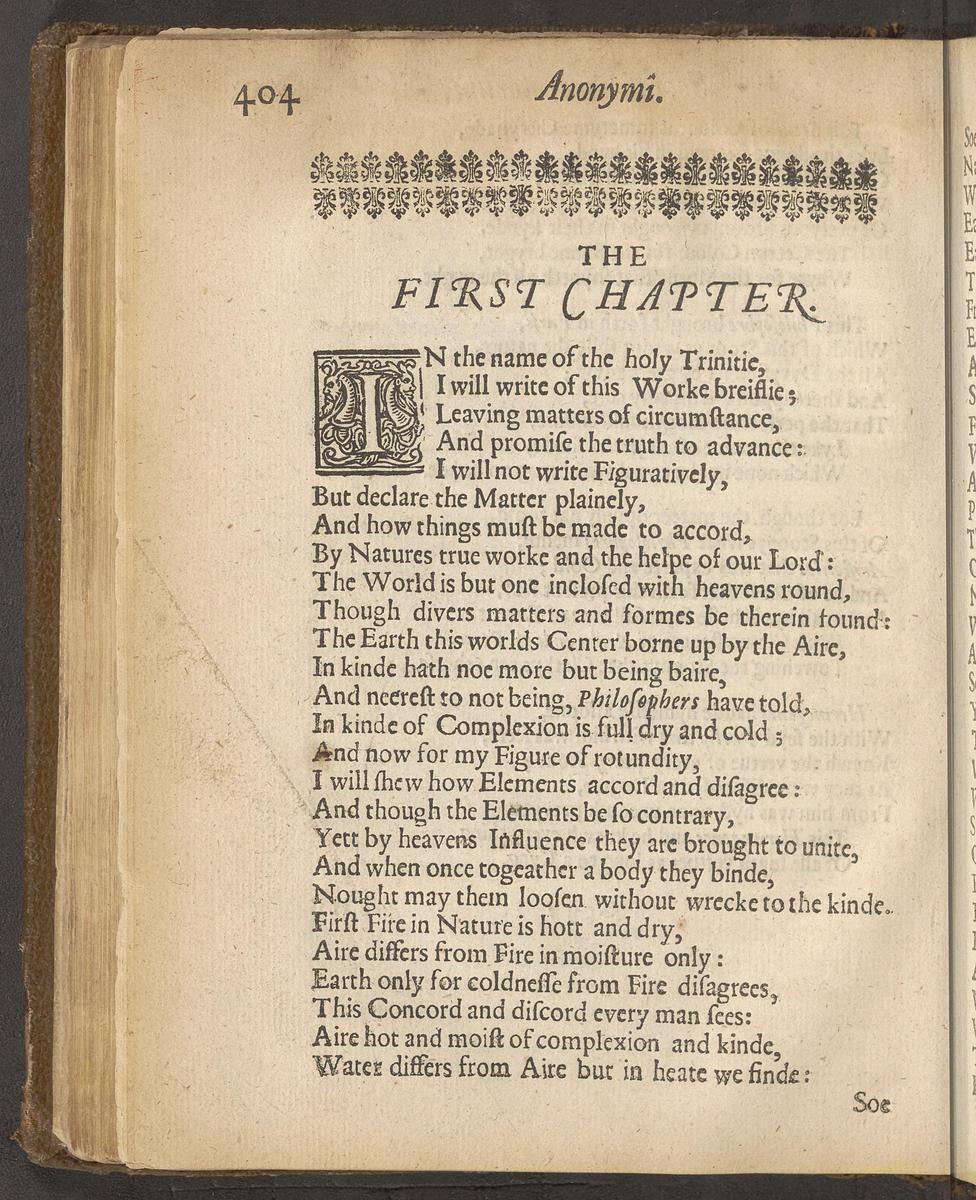 404
Anonymi.
THE
FIRST CHAPTER.
IN the name of the holy Trinitie,
I will write of this Worke breiflie;
Leaving matters of circumſtance,
And promiſe the truth to advance:
I will not write Figuratively,
But declare the Matter plainely,
And how things muſt be made to accord,
By Natures true worke and the helpe of our Lord:
The World is but one incloſed with heavens round,
Though divers matters and formes be therein found:
The Earth this worlds Center borne up by the Aire,
In kinde hath noe more but being baire,
And neereſt to not being, Philoſophers have told,
In kinde of Complexion is full dry and cold;
And now for my Figure of rotundity,
I will ſhew how Elements accord and diſagree:
And though the Elements be ſo contrary,
Yett by heavens Influence they are brought to unite,
And when once togeather a body they binde,
Nought may them looſen without wrecke to the kinde.
Firſt Fire in Nature is hott and dry,
Aire differs from Fire in moiſture only:
Earth only for coldneſſe from Fire diſagrees,
This Concord and diſcord every man ſees:
Aire hot and moiſt of complexion and kinde,
Water differs from Aire but in heate we finde:
Soe